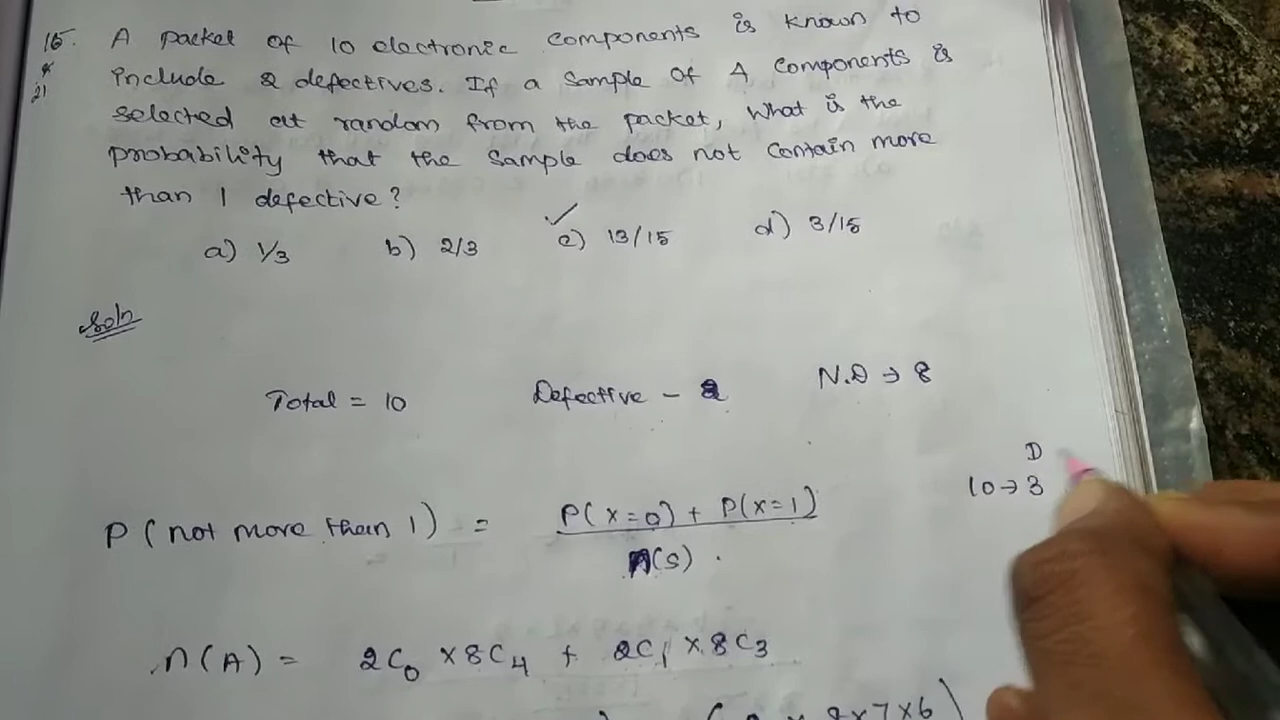 15. A packet of 10 electronic components is known to
& include 2 defectives. If a sample of 4 components is
21 selected at random from the packet, what is the
probability that the sample does not contain more
than 1 defective?
a) 1/3 b) 2/3 c) 13/15 d) 3/15
Soln
Total = 10 Defective - 2 N.D → 8
D
10→3
P(not more than 1) = P(x=0) + P(x=1)
n(S) .
n(A) = 2C0 x 8C4 + 2C1 x 8C3
8x7x6)